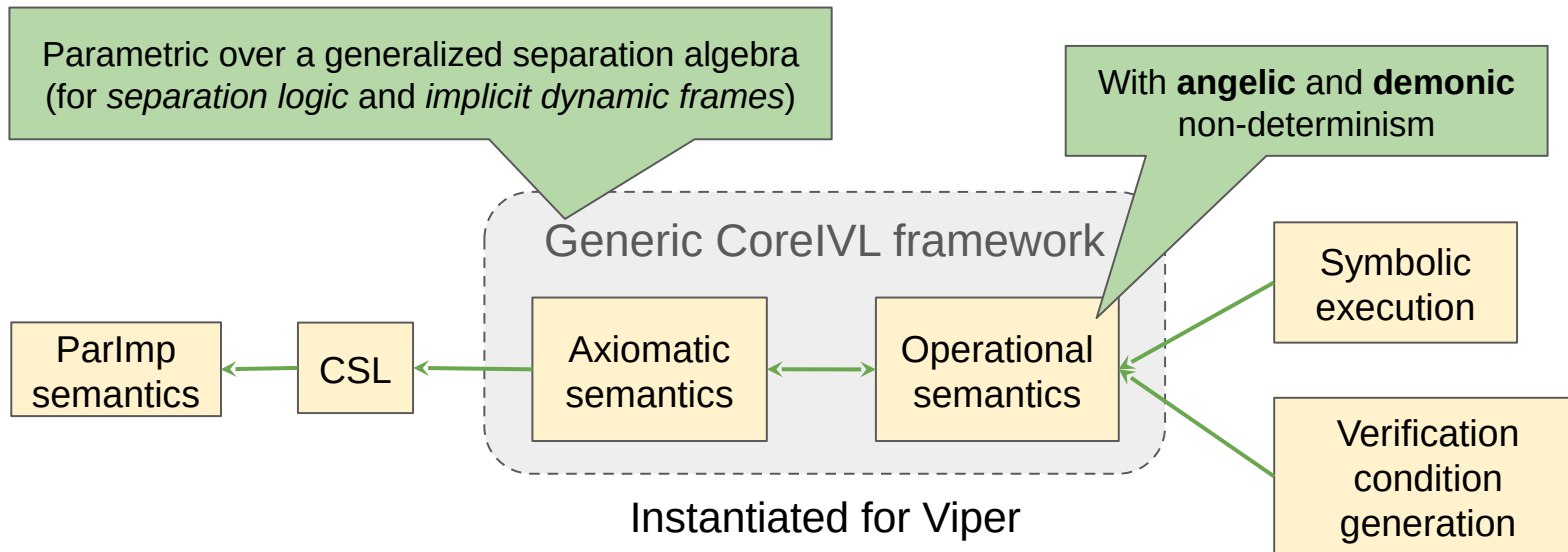 Parametric over a generalized separation algebra
(for separation logic and implicit dynamic frames)
With angelic and demonic
non-determinism
Generic CoreIVL framework
Symbolic
execution
ParImp
semantics
CSL
Axiomatic
semantics
Operational
semantics
Verification
condition
generation
Instantiated for Viper